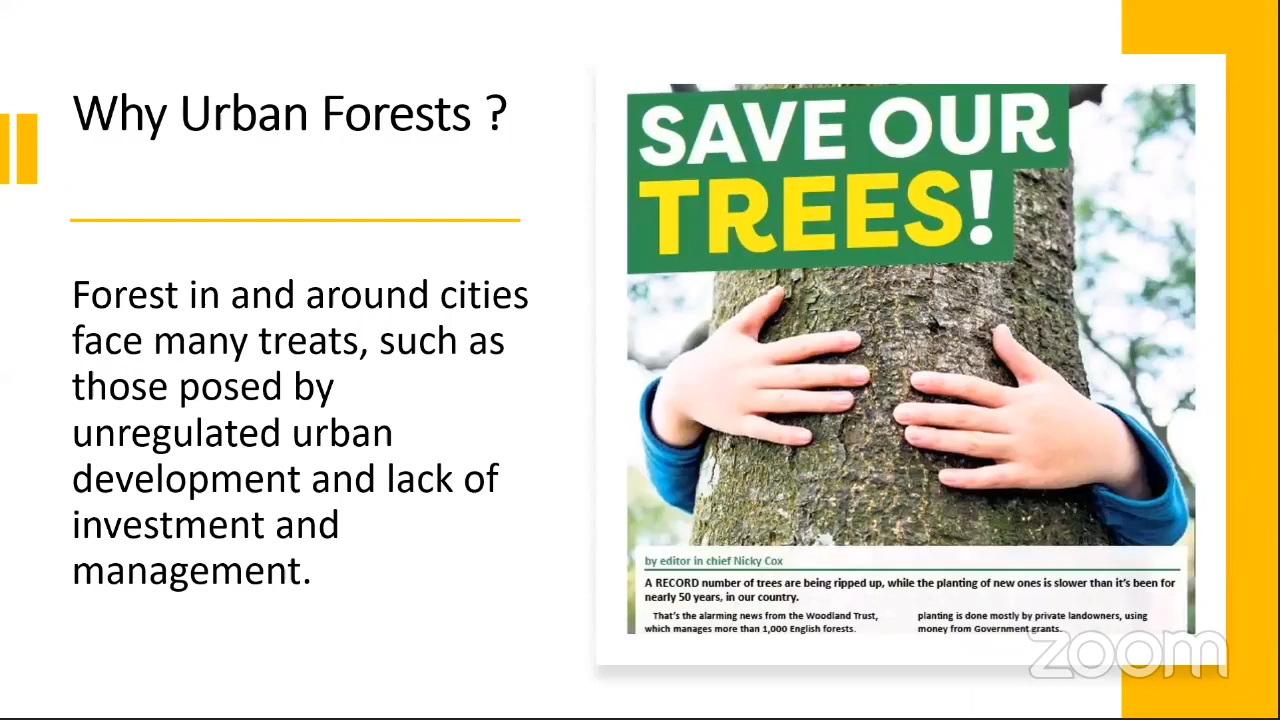 Why Urban Forests ?
Forest in and around cities
face many treats, such as
those posed by
unregulated urban
development and lack of
investment and
management.
SAVE OUR
TREES!
by editor in chief Nicky Cox
A RECORD number of trees are being ripped up, while the planting of new ones is slower than it's been for
nearly 50 years, in our country.
That's the alarming news from the Woodland Trust,
which manages more than 1,000 English forests.
planting is done mostly by private landowners, using
money from Government grants.
zoom